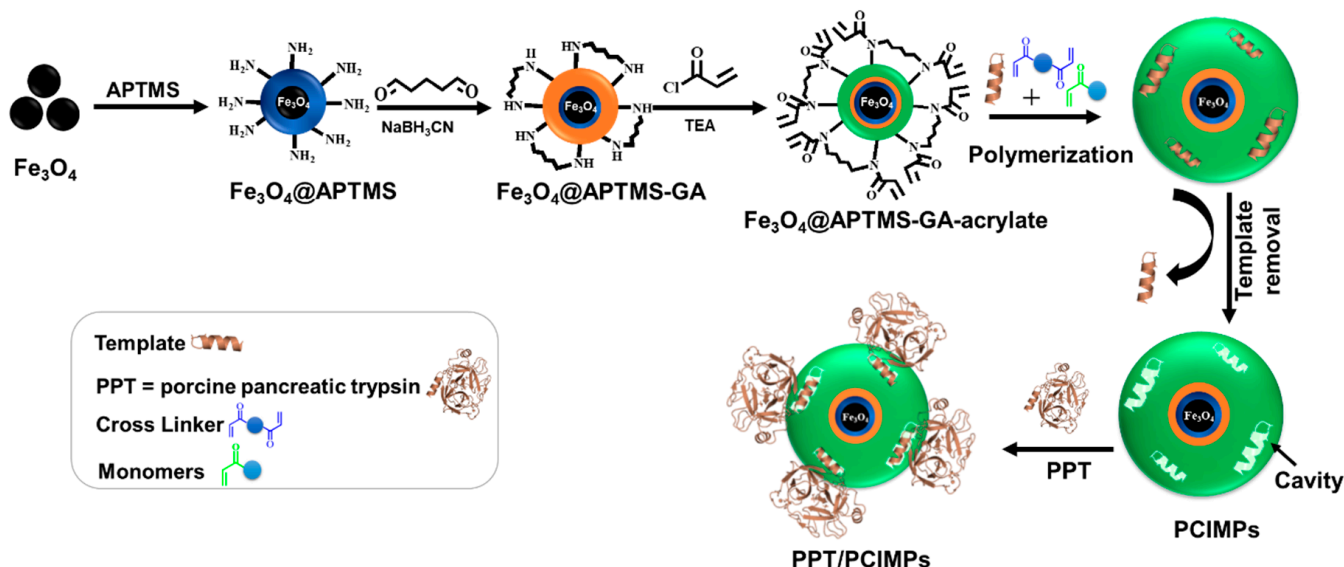 APTMS
Fe₃O₄
NH₂
NH₂
NH₂
NH₂
NH₂
H₂N
H₂N
H₂N
Fe₃O₄
Fe₃O₄@APTMS
O
O
NaBH₃CN
H
N
HN
NH
NH
N
H
NH
HN
HN
Fe₃O₄
Fe₃O₄@APTMS-GA
O
Cl
TEA
O
O
O
O
O
O
O
O
N
N
N
N
N
N
N
N
Fe₃O₄
Fe₃O₄@APTMS-GA-acrylate
O
O
O
+
Polymerization
Fe₃O₄
Template
removal
Template
PPT = porcine pancreatic trypsin
Cross Linker
O
O
Monomers
O
Fe₃O₄
PPT/PCIMPs
PPT
Fe₃O₄
Cavity
PCIMPs